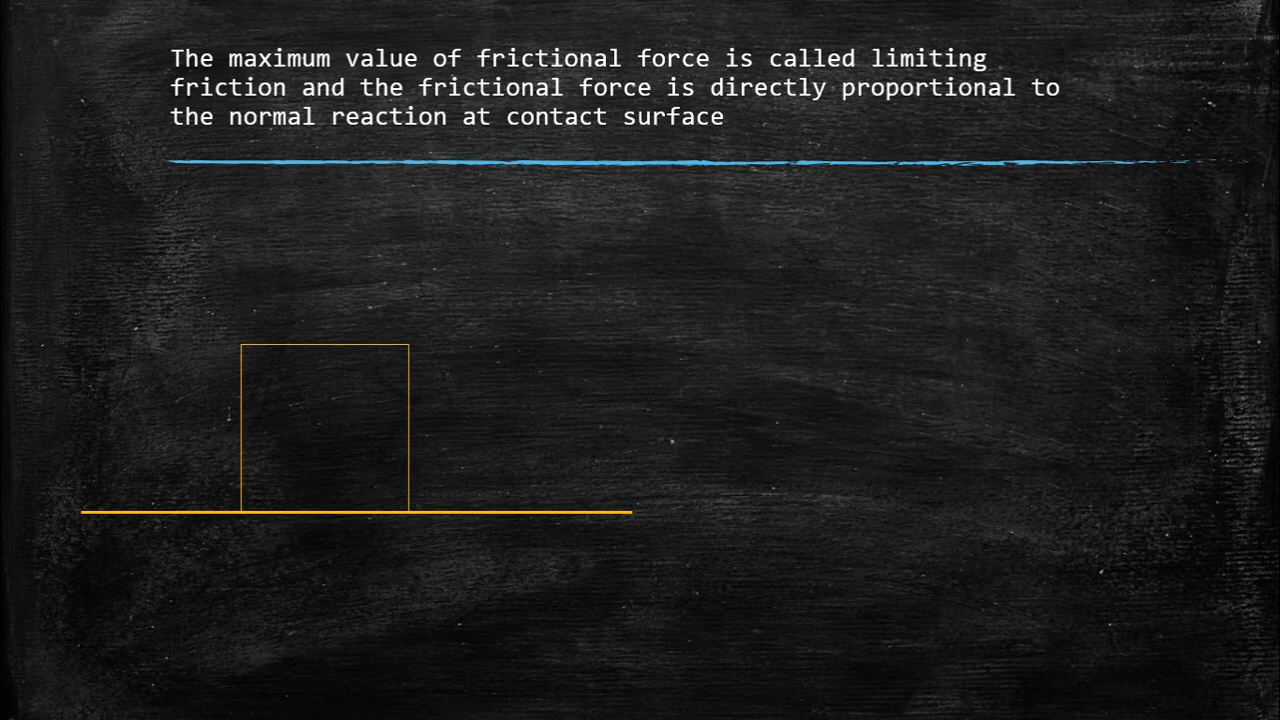 The maximum value of frictional force is called limiting
friction and the frictional force is directly proportional to
the normal reaction at contact surface